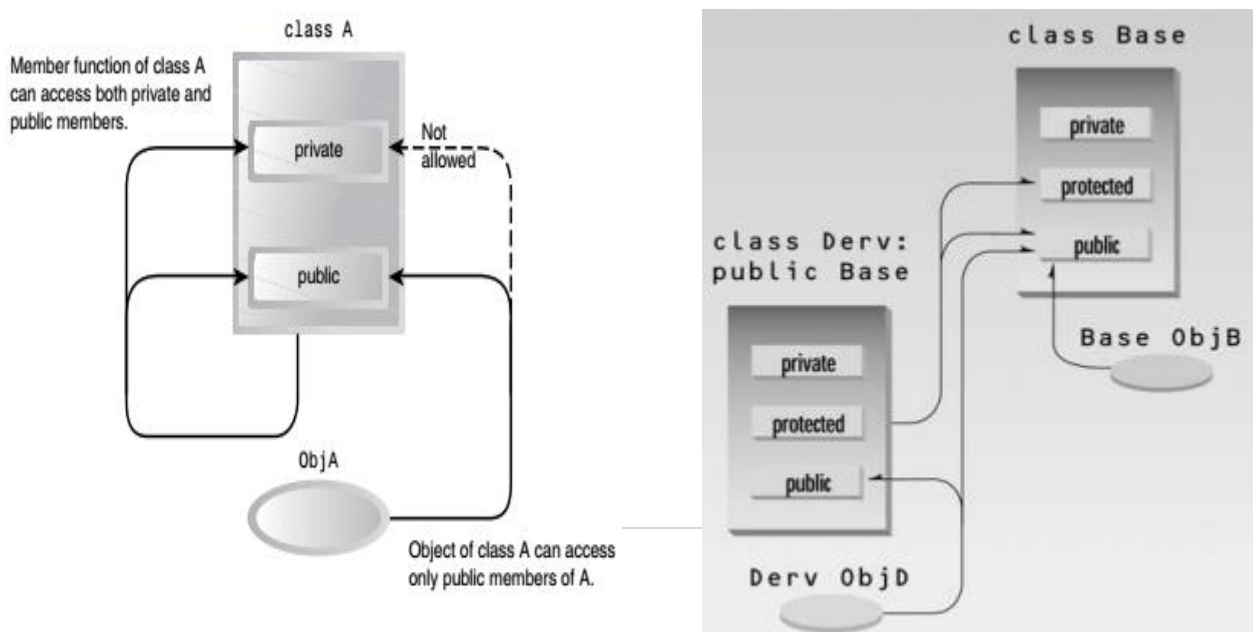 class A
Member function of class A
can access both private and
public members.
Not
allowed
private
public
ObjA
Object of class A can access
only public members of A.
class Base
private
protected
public
class Derv:
public Base
private
protected
public
Base ObjB
Derv ObjD